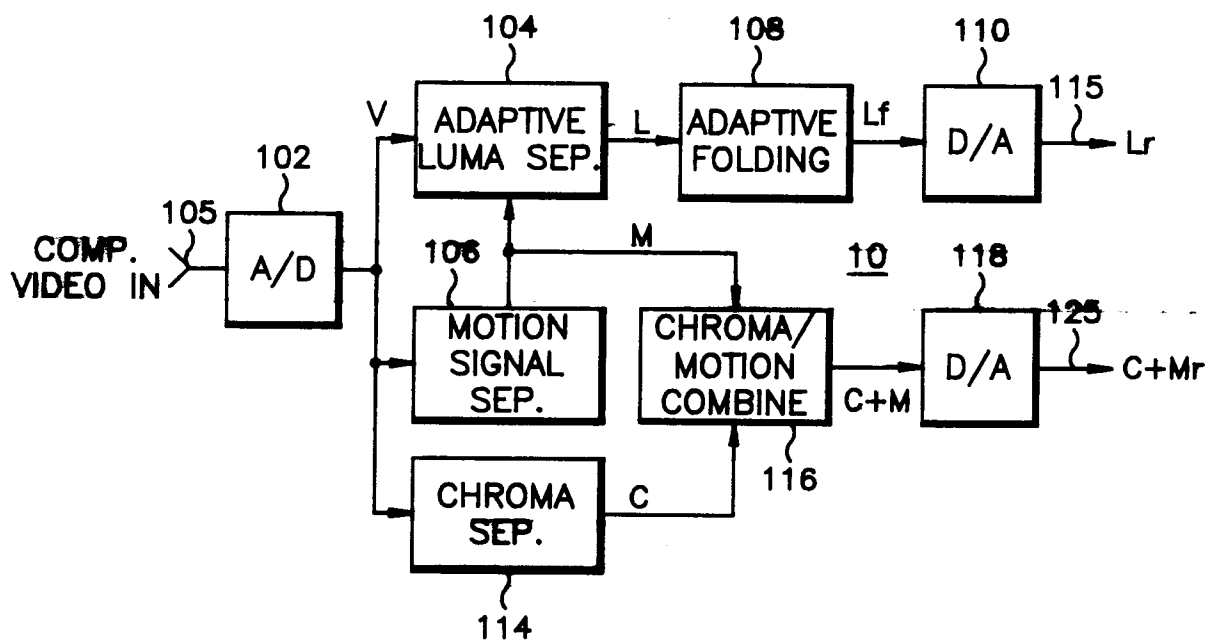 104
108
110
115
V
ADAPTIVE
LUMA SEP.
L
ADAPTIVE
FOLDING
Lf
D/A
Lr
102
105
COMP.
VIDEO IN
A/D
106
M
10
118
125
MOTION
SIGNAL
SEP.
CHROMA/
MOTION
COMBINE
C+M
D/A
C+Mr
116
CHROMA
SEP.
C
114